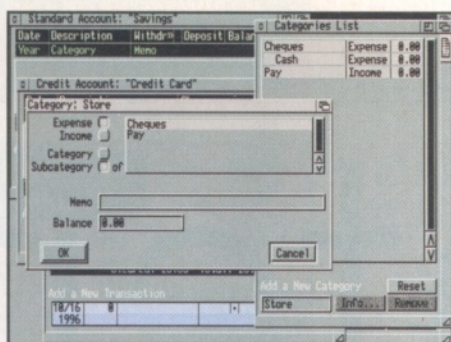 Standard Account: "Savings"
Date Description Withdrn Deposit Balan
Year Category Memo
Credit Account: "Credit Card"
Category: Store
Expense
Income
Category
Subcategory of
Cheques
Pay
Memo
Balance 0.00
OK Cancel
Add a New Transaction
10/16 0
1996
Categories List
Cheques Expense 0.00
Cash Expense 0.00
Pay Income 0.00
Add a New Category Reset
Store Info... Remove